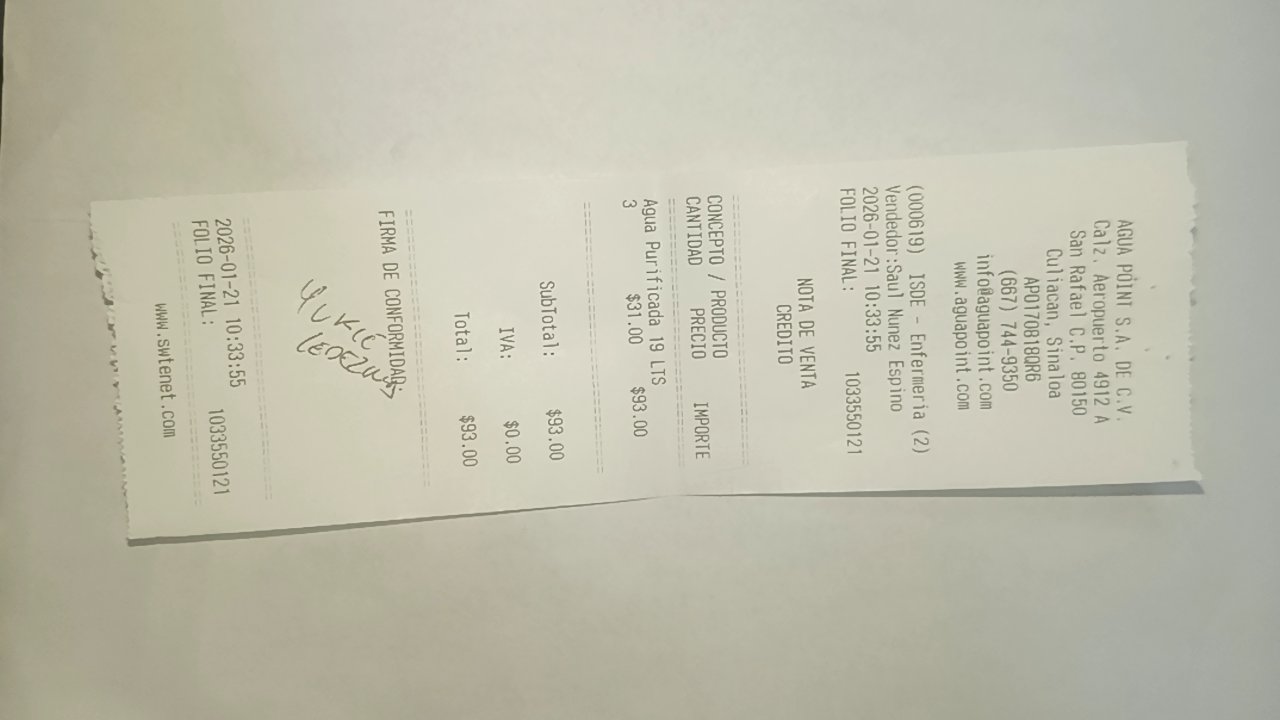 AGUA POINT S.A. DE C.V.
Calz. Aeropuerto 4912 A
San Rafael C.P. 80150
Culiacan, Sinaloa
APO170818QR6
(667) 744-9350
info@aguapoint.com
www.aguapoint.com
(000619) ISDE - Enfermeria (2)
Vendedor:Saul Nunez Espino
2026-01-21 10:33:55
FOLIO FINAL: 1033550121
NOTA DE VENTA
CREDITO
CONCEPTO / PRODUCTO
CANTIDAD PRECIO IMPORTE
Agua Purificada 19 LTS
3 $31.00 $93.00
SubTotal: $93.00
IVA: $0.00
Total: $93.00
FIRMA DE CONFORMIDAD:
2026-01-21 10:33:55
FOLIO FINAL: 1033550121
www.swtenet.com